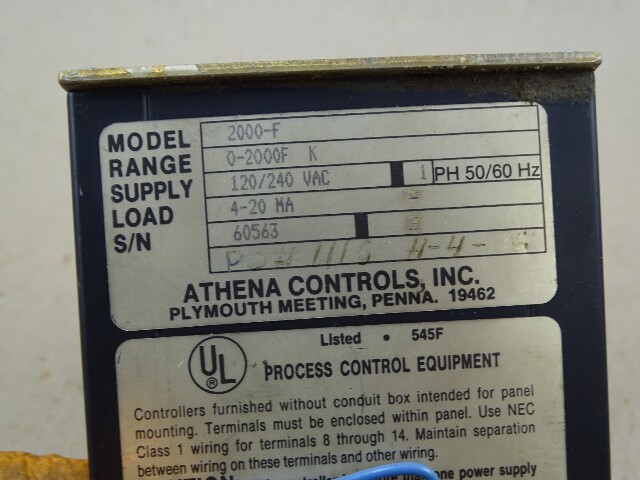 MODEL 2000-F
RANGE 0-2000F K
SUPPLY 120/240 VAC 1 PH 50/60 Hz
LOAD 4-20 MA
S/N 60563
ATHENA CONTROLS, INC.
PLYMOUTH MEETING, PENNA. 19462
Listed • 545F
UL ®
PROCESS CONTROL EQUIPMENT
Controllers furnished without conduit box intended for panel
mounting. Terminals must be enclosed within panel. Use NEC
Class 1 wiring for terminals 8 through 14. Maintain separation
between wiring on these terminals and other wiring.
one power supply